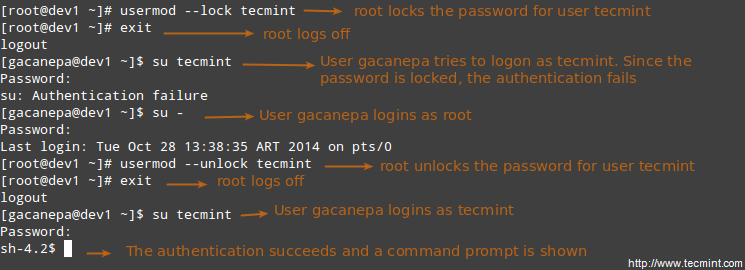 [root@dev1 ~]# usermod --lock tecmint root locks the password for user tecmint
[root@dev1 ~]# exit root logs off
logout
[gacanepa@dev1 ~]$ su tecmint User gacanepa tries to logon as tecmint. Since the
Password: password is locked, the authentication fails
su: Authentication failure
[gacanepa@dev1 ~]$ su - User gacanepa logins as root
Password:
Last login: Tue Oct 28 13:38:35 ART 2014 on pts/0
[root@dev1 ~]# usermod --unlock tecmint root unlocks the password for user tecmint
[root@dev1 ~]# exit root logs off
logout
[gacanepa@dev1 ~]$ su tecmint User gacanepa logins as tecmint
Password:
sh-4.2$ The authentication succeeds and a command prompt is shown
http://www.tecmint.com